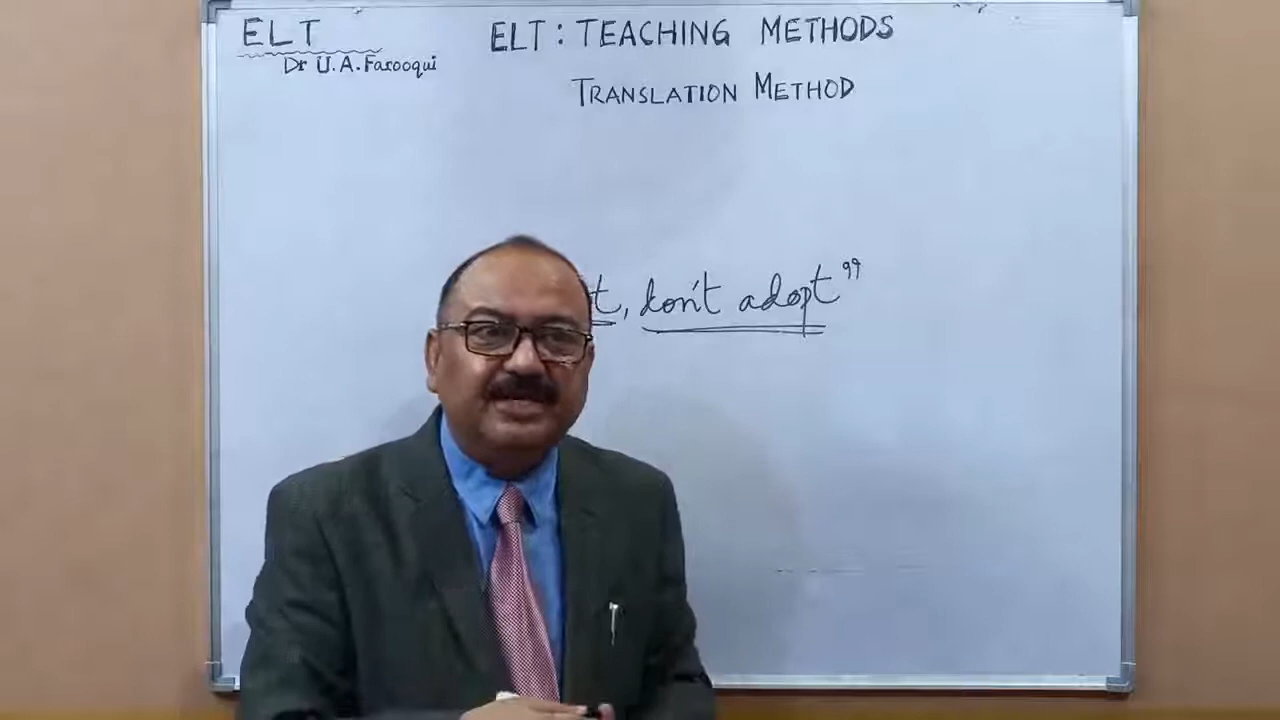 ELT
Dr U.A. Farooqui
ELT : TEACHING METHODS
TRANSLATION METHOD
t, don't adopt"